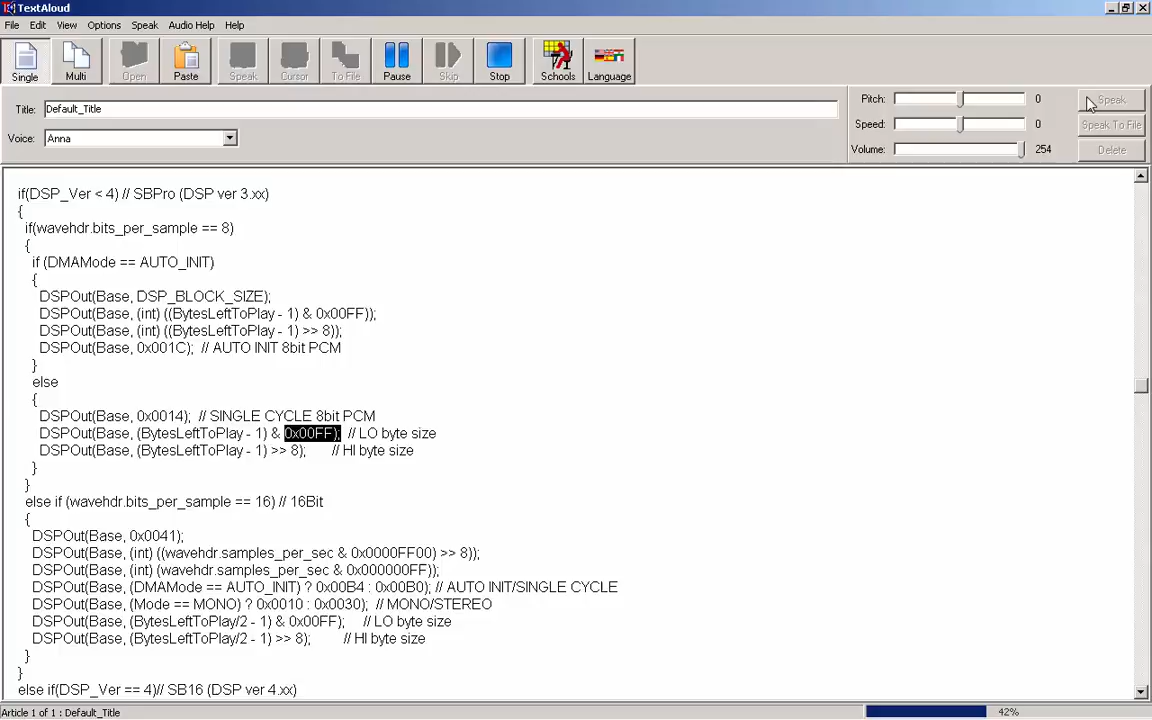 TextAloud
File Edit View Options Speak Audio Help Help
Single Multi Open Paste Speak Cursor To File Pause Skip Stop Schools Language
Title: Default_Title
Voice: Anna
Pitch: 0 Speak
Speed: 0 Speak To File
Volume: 254 Delete
if(DSP_Ver < 4) // SBPro (DSP ver 3.xx)
{
if(wavehdr.bits_per_sample == 8)
{
if (DMAMode == AUTO_INIT)
{
DSPOut(Base, DSP_BLOCK_SIZE);
DSPOut(Base, (int) ((BytesLeftToPlay - 1) & 0x00FF));
DSPOut(Base, (int) ((BytesLeftToPlay - 1) >> 8));
DSPOut(Base, 0x001C); // AUTO INIT 8bit PCM
}
else
{
DSPOut(Base, 0x0014); // SINGLE CYCLE 8bit PCM
DSPOut(Base, (BytesLeftToPlay - 1) & 0x00FF); // LO byte size
DSPOut(Base, (BytesLeftToPlay - 1) >> 8); // HI byte size
}
}
else if (wavehdr.bits_per_sample == 16) // 16Bit
{
DSPOut(Base, 0x0041);
DSPOut(Base, (int) ((wavehdr.samples_per_sec & 0x0000FF00) >> 8));
DSPOut(Base, (int) (wavehdr.samples_per_sec & 0x000000FF));
DSPOut(Base, (DMAMode == AUTO_INIT) ? 0x00B4 : 0x00B0); // AUTO INIT/SINGLE CYCLE
DSPOut(Base, (Mode == MONO) ? 0x0010 : 0x0030); // MONO/STEREO
DSPOut(Base, (BytesLeftToPlay/2 - 1) & 0x00FF); // LO byte size
DSPOut(Base, (BytesLeftToPlay/2 - 1) >> 8); // HI byte size
}
}
else if(DSP_Ver == 4)// SB16 (DSP ver 4.xx)
Article 1 of 1 : Default_Title 42%